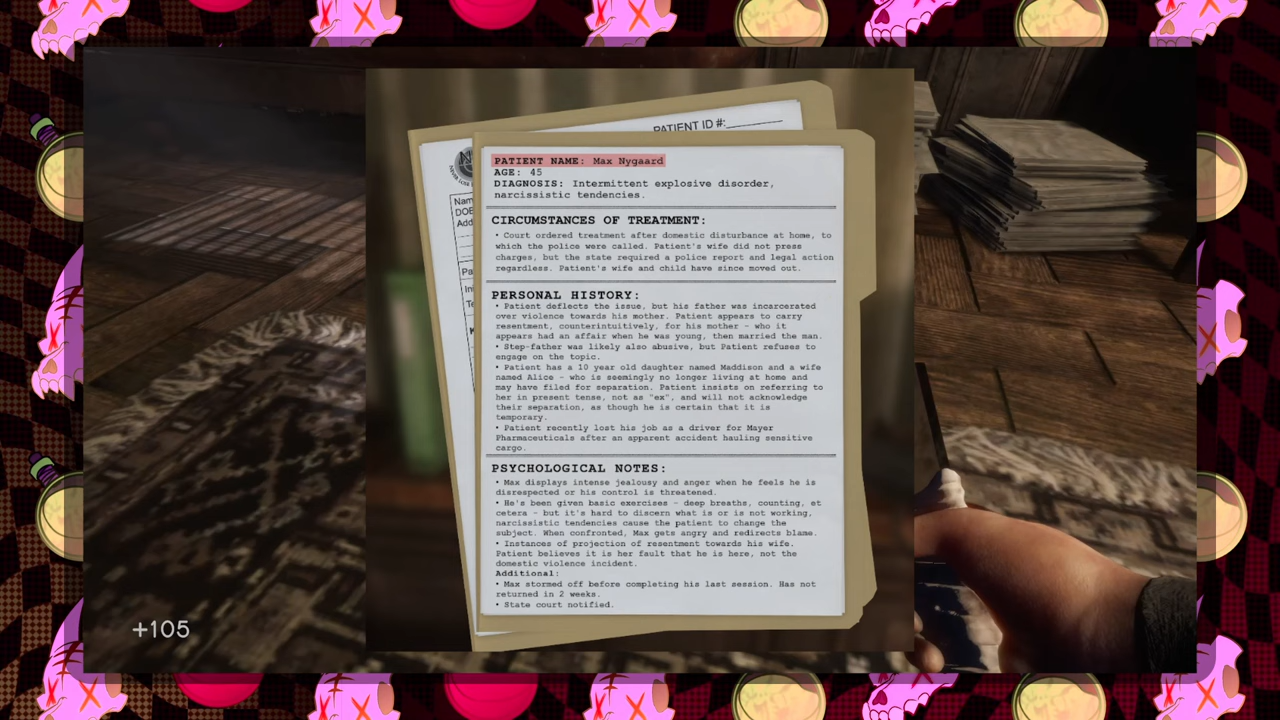 PATIENT ID #:
Nam
DOB
Add
Pa
In
Te
PATIENT NAME: Max Nygaard
AGE: 45
DIAGNOSIS: Intermittent explosive disorder,
narcissistic tendencies.
CIRCUMSTANCES OF TREATMENT:
• Court ordered treatment after domestic disturbance at home, to
which the police were called. Patient's wife did not press
charges, but the state required a police report and legal action
regardless. Patient's wife and child have since moved out.
PERSONAL HISTORY:
• Patient deflects the issue, but his father was incarcerated
over violence towards his mother. Patient appears to carry
resentment, counterintuitively, for his mother - who it
appears had an affair when he was young, then married the man.
• Step-father was likely also abusive, but Patient refuses to
engage on the topic.
• Patient has a 10 year old daughter named Maddison and a wife
named Alice - who is seemingly no longer living at home and
may have filed for separation. Patient insists on referring to
her in present tense, not as "ex", and will not acknowledge
their separation, as though he is certain that it is
temporary.
• Patient recently lost his job as a driver for Mayer
Pharmaceuticals after an apparent accident hauling sensitive
cargo.
PSYCHOLOGICAL NOTES:
• Max displays intense jealousy and anger when he feels he is
disrespected or his control is threatened.
• He's been given basic exercises - deep breaths, counting, et
cetera - but it's hard to discern what is or is not working,
narcissistic tendencies cause the patient to change the
subject. When confronted, Max gets angry and redirects blame.
• Instances of projection of resentment towards his wife.
Patient believes it is her fault that he is here, not the
domestic violence incident.
Additional:
• Max stormed off before completing his last session. Has not
returned in 2 weeks.
• State court notified.
+105